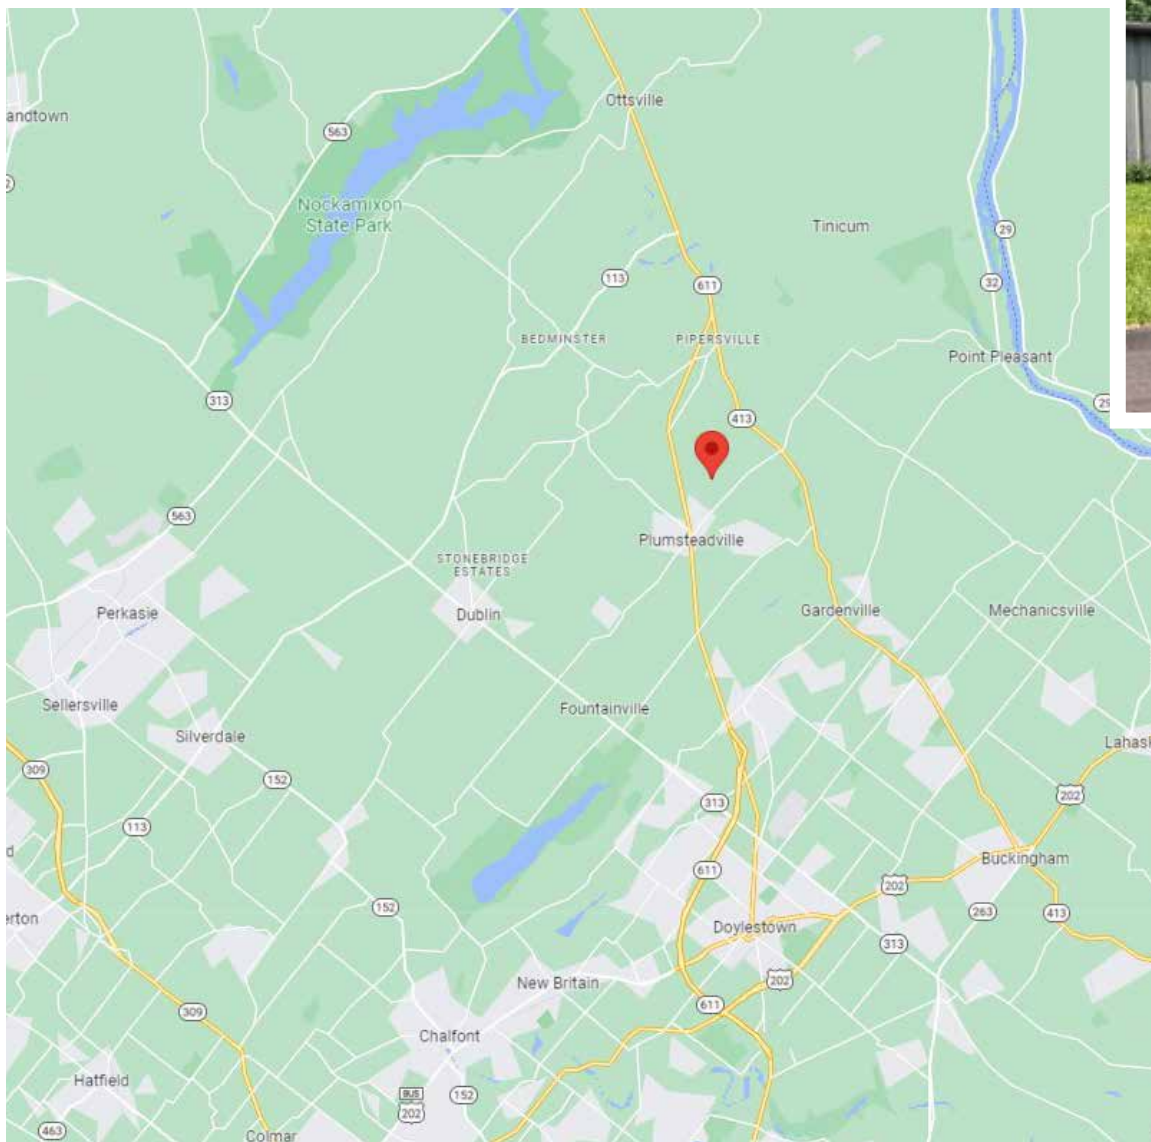 Ottsville
andtown
563
Nockamixon
State Park
Tinicum
29
113
32
611
BEDMINSTER
PIPERSVILLE
Point Pleasant
313
29
413
563
Plumsteadville
STONEBRIDGE
ESTATES
Perkasie
Dublin
Gardenville
Mechanicsville
Sellersville
Fountainville
Silverdale
Lahask
309
152
202
313
113
Buckingham
611
202
152
263
413
erton
Doylestown
313
New Britain
202
309
611
Chalfont
Hatfield
BUS
202
152
463
Colmar